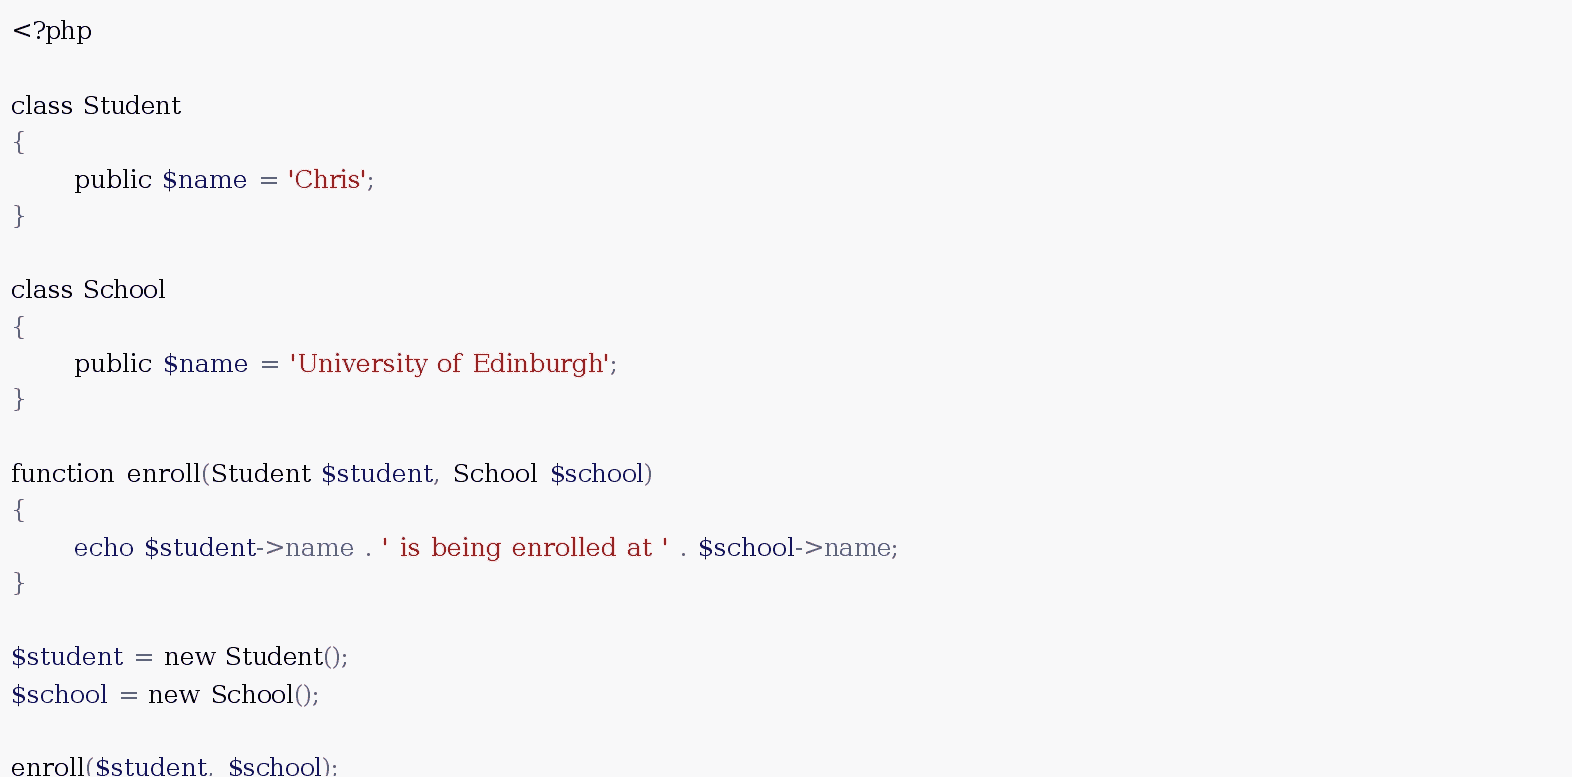 <?php
class Student
{
public $name = 'Chris';
}
class School
{
public $name = 'University of Edinburgh';
}
function enroll(Student $student, School $school)
{
echo $student->name . ' is being enrolled at ' . $school->name;
}
$student = new Student();
$school = new School();
enroll($student, $school);